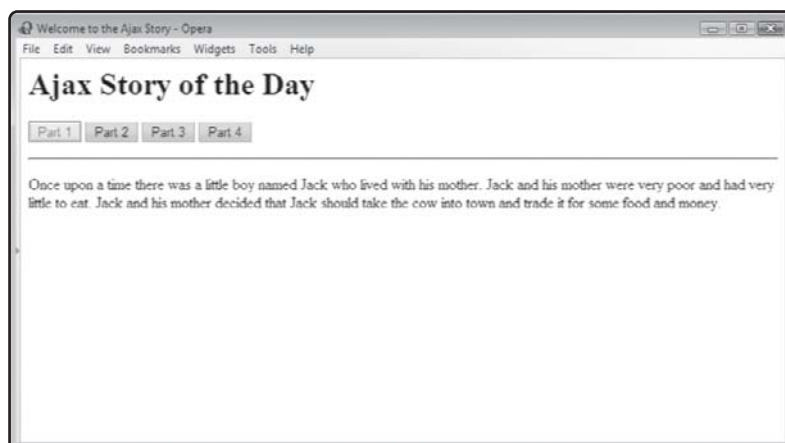 Welcome to the Ajax Story - Opera
File Edit View Bookmarks Widgets Tools Help
Ajax Story of the Day
Part 1 Part 2 Part 3 Part 4
Once upon a time there was a little boy named Jack who lived with his mother. Jack and his mother were very poor and had very
little to eat. Jack and his mother decided that Jack should take the cow into town and trade it for some food and money.